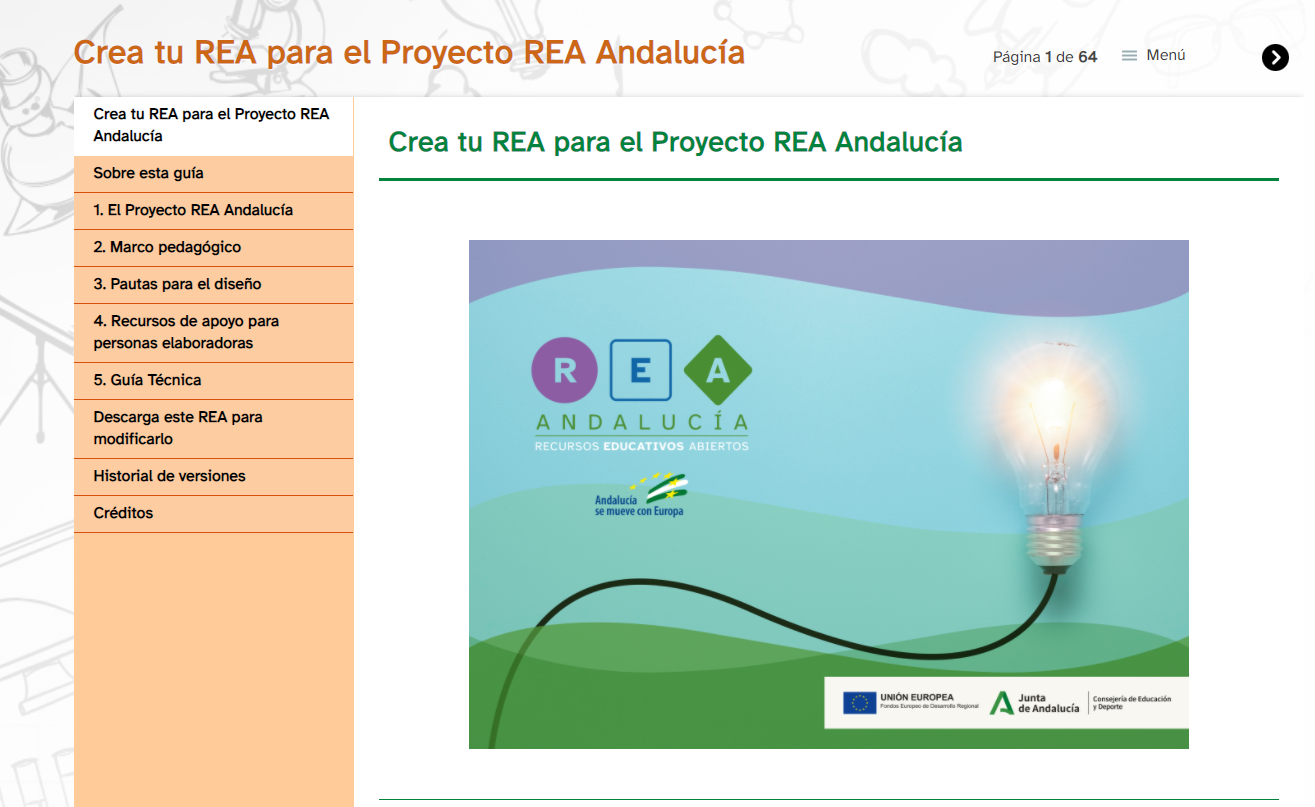 Crea tu REA para el Proyecto REA Andalucía
Página 1 de 64
Menú
Crea tu REA para el Proyecto REA
Andalucía
Sobre esta guía
1. El Proyecto REA Andalucía
2. Marco pedagógico
3. Pautas para el diseño
4. Recursos de apoyo para
personas elaboradoras
5. Guía Técnica
Descarga este REA para
modificarlo
Historial de versiones
Créditos
Crea tu REA para el Proyecto REA Andalucía
R E A
ANDALUCÍA
RECURSOS EDUCATIVOS ABIERTOS
Andalucía
se mueve con Europa
UNIÓN EUROPEA
Fondos Europeo de Desarrollo Regional
Junta
de Andalucía
Consejería de Educación
y Deporte